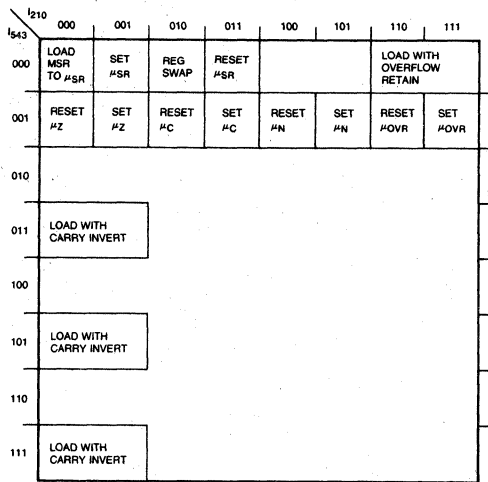 I210
I543
000 001 010 011 100 101 110 111
000
LOAD
MSR
TO μSR
SET
μSR
REG
SWAP
RESET
μSR
LOAD WITH
OVERFLOW
RETAIN
001
RESET
μZ
SET
μZ
RESET
μC
SET
μC
RESET
μN
SET
μN
RESET
μOVR
SET
μOVR
010
011
LOAD WITH
CARRY INVERT
100
101
LOAD WITH
CARRY INVERT
110
111
LOAD WITH
CARRY INVERT